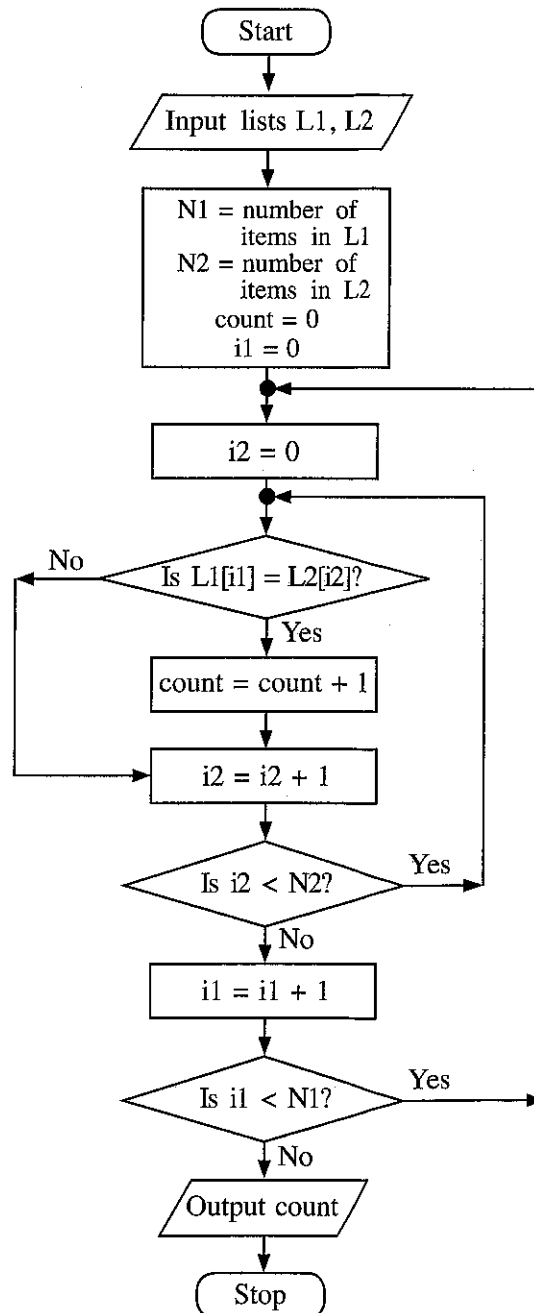 Start
Input lists L1, L2
N1 = number of
items in L1
N2 = number of
items in L2
count = 0
i1 = 0
i2 = 0
No
Is L1[i1] = L2[i2]?
Yes
count = count + 1
i2 = i2 + 1
Is i2 < N2?
Yes
No
i1 = i1 + 1
Is i1 < N1?
Yes
No
Output count
Stop